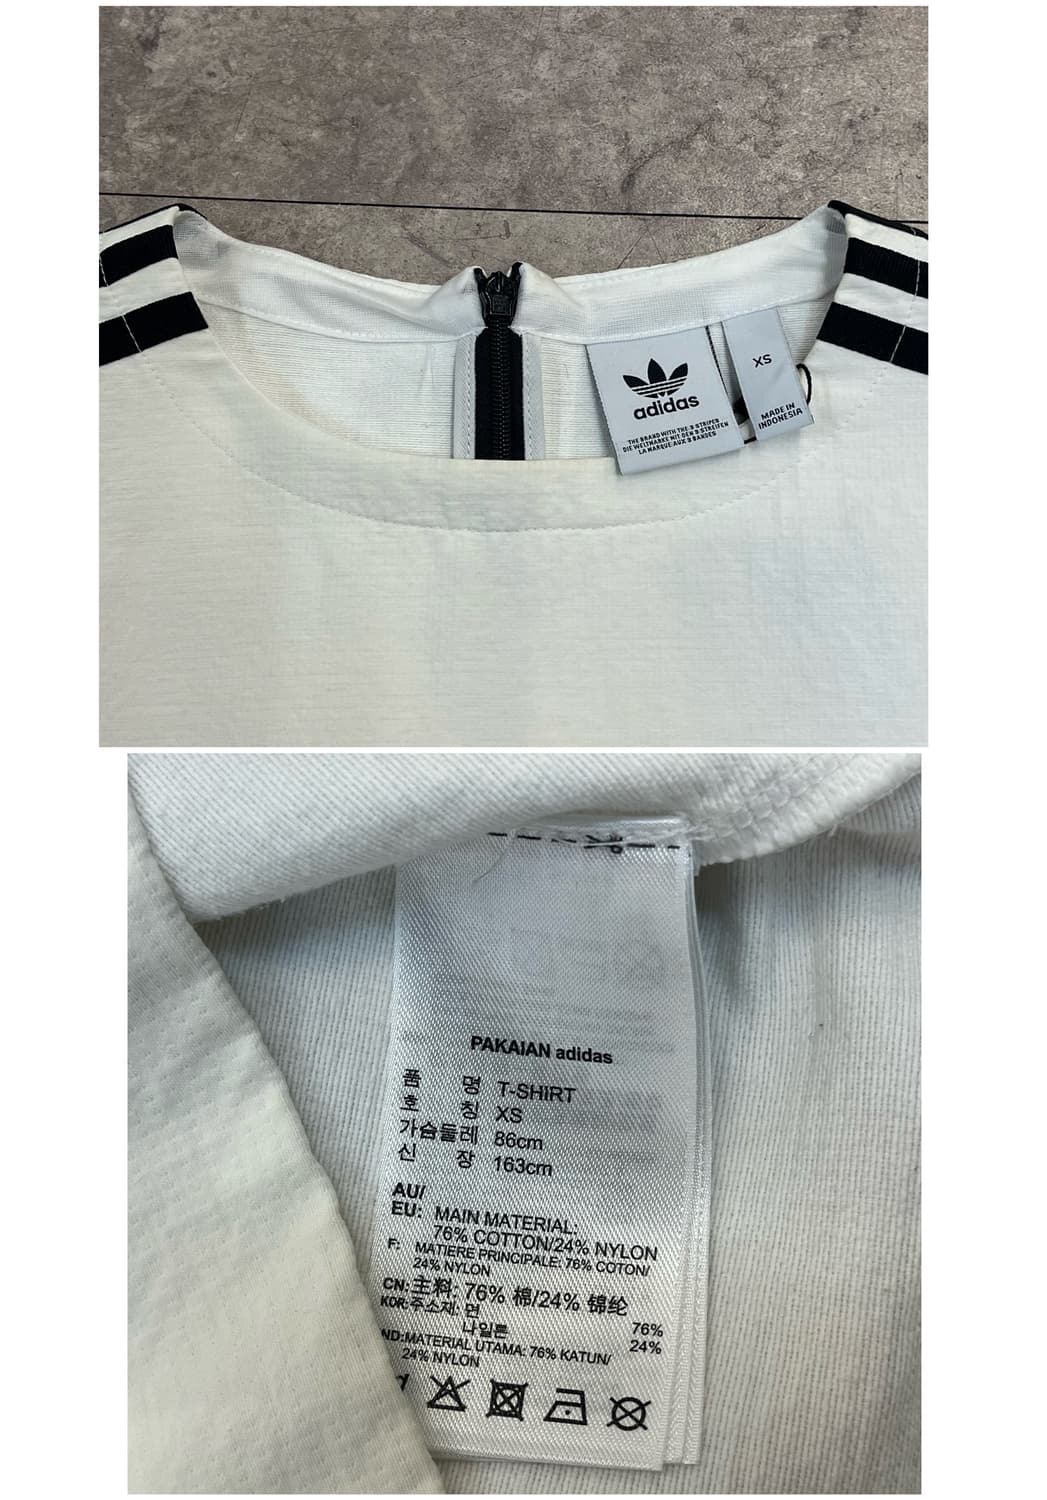 adidas
THE BRAND WITH THE 3 STRIPES
DIE WELTMARKE MIT DEN 3 STREIFEN
LA MARQUE AUX 3 BANDES
XS
MADE IN
INDONESIA
PAKAIAN adidas
품 명 T-SHIRT
호 칭 XS
가슴둘레 86cm
신 장 163cm
AU/
EU: MAIN MATERIAL:
76% COTTON/24% NYLON
F: MATIERE PRINCIPALE: 76% COTON/
24% NYLON
CN: 主料: 76% 棉/24% 锦纶
KOR: 주소재: 면 76%
나일론 24%
ND: MATERIAL UTAMA: 76% KATUN/
24% NYLON